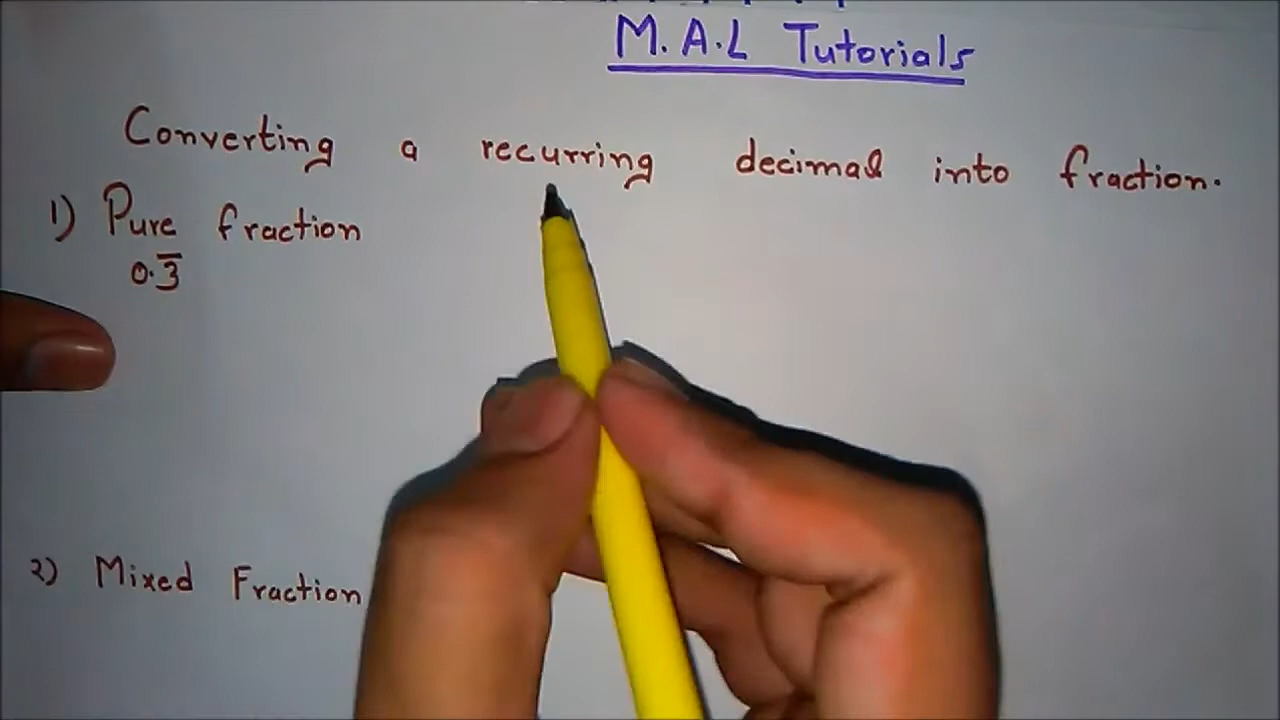 M.A.L Tutorials
Converting a recurring decimal into fraction.
1) Pure fraction
0.3̅
2) Mixed Fraction